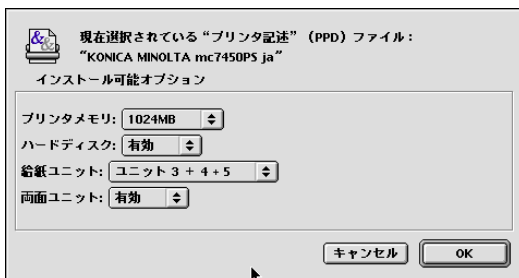 現在選択されている“プリンタ記述”（PPD）ファイル：
“KONICA MINOLTA mc7450PS ja”
インストール可能オプション
プリンタメモリ: 1024MB
ハードディスク: 有効
給紙ユニット: ユニット 3 + 4 + 5
両面ユニット: 有効
キャンセル OK